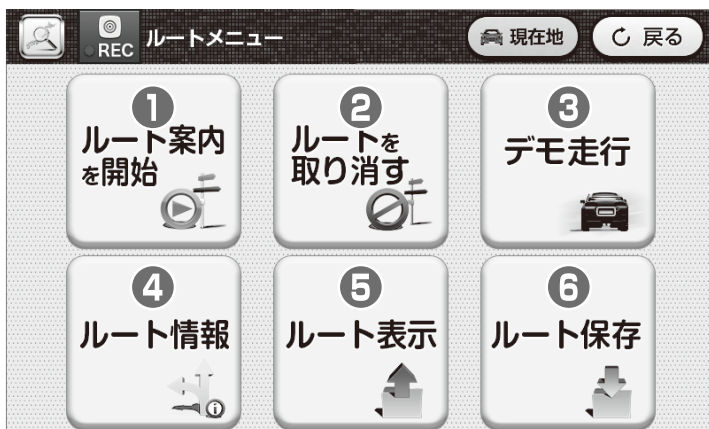 REC
ルートメニュー
現在地
戻る
1
ルート案内
を開始
2
ルートを
取り消す
3
デモ走行
4
ルート情報
5
ルート表示
6
ルート保存